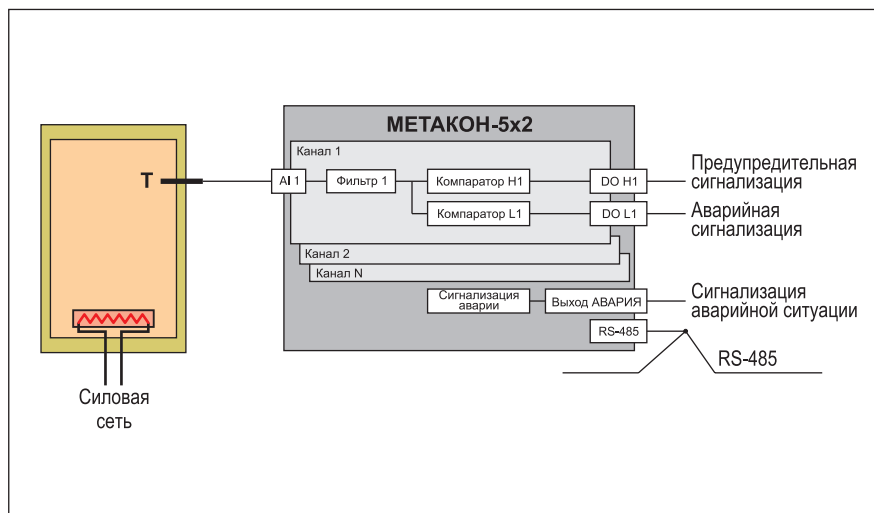 МЕТАКОН-5х2
Канал 1
T
AI 1
Фильтр 1
Компаратор H1
DO H1
Предупредительная
сигнализация
Компаратор L1
DO L1
Аварийная
сигнализация
Канал 2
Канал N
Сигнализация
аварии
Выход АВАРИЯ
Сигнализация
аварийной ситуации
RS-485
RS-485
Силовая
сеть